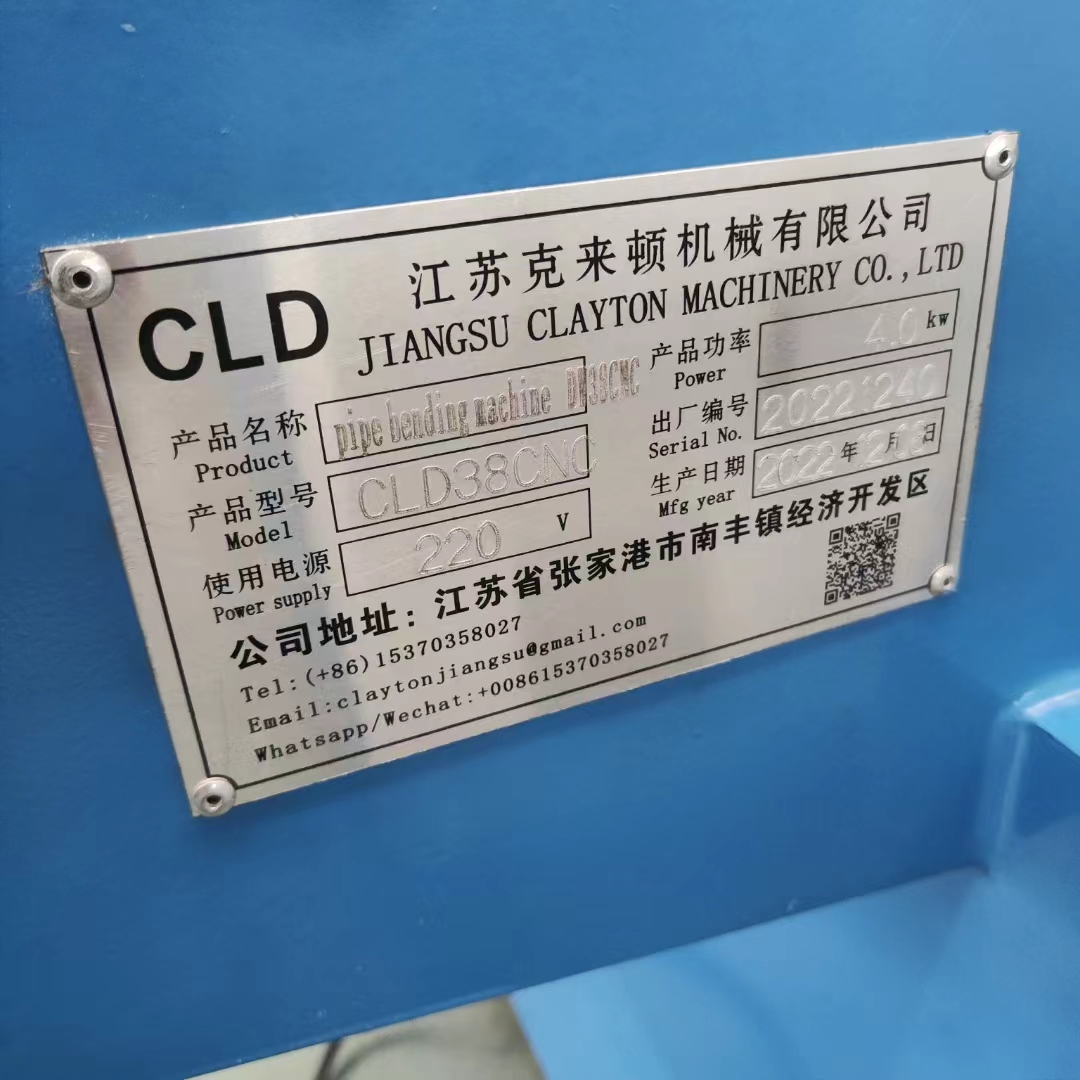 CLD
江苏克来顿机械有限公司
JIANGSU CLAYTON MACHINERY CO.,LTD
产品名称 pipe bending machine DW38CNC
Product
产品型号 CLD38CNC
Model
使用电源 220 V
Power supply
产品功率 4.0 kw
Power
出厂编号
Serial No.
生产日期 2022 年 月 日
Mfg year
公司地址：江苏省张家港市南丰镇经济开发区
Tel:(+86)15370358027
Email:claytonjiangsu@gmail.com
Whatsapp/Wechat:+008615370358027